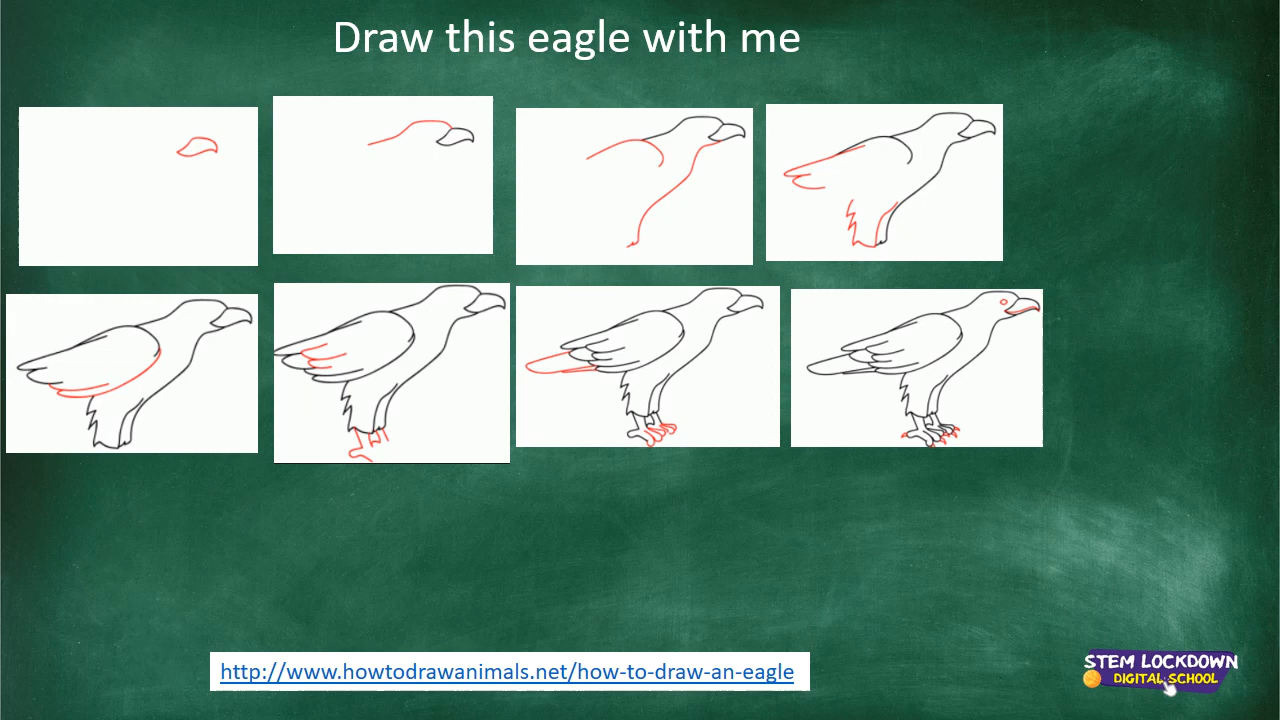 Draw this eagle with me
http://www.howtodrawanimals.net/how-to-draw-an-eagle
STEM LOCKDOWN
DIGITAL SCHOOL